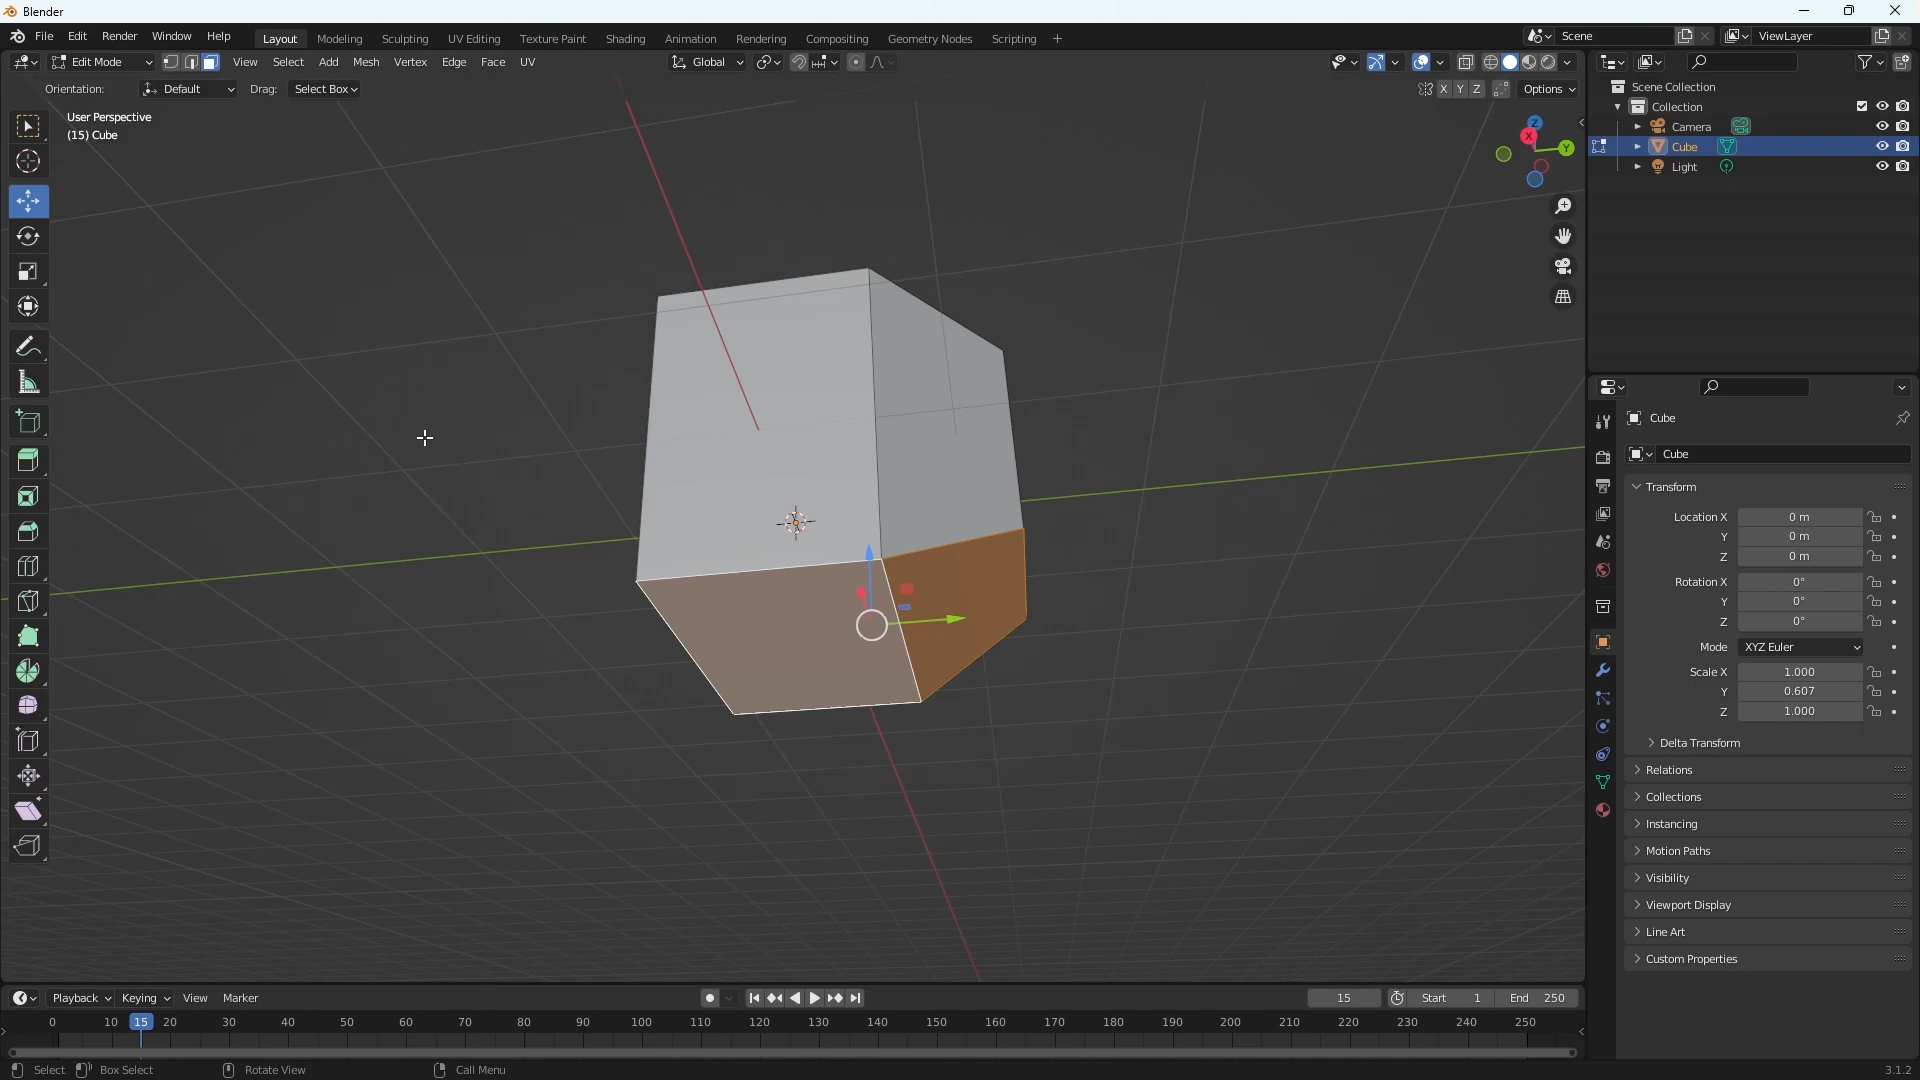 Blender
File Edit Render Window Help Layout Modeling Sculpting UV Editing Texture Paint Shading Animation Rendering Compositing Geometry Nodes Scripting + Scene ViewLayer
Edit Mode View Select Add Mesh Vertex Edge Face UV Global
Orientation: Default Drag: Select Box X Y Z Options
User Perspective
(15) Cube
Z
X
Y
Scene Collection
Collection
Camera
Cube
Light
Cube
Cube
Transform
Location X 0 m
Y 0 m
Z 0 m
Rotation X 0°
Y 0°
Z 0°
Mode XYZ Euler
Scale X 1.000
Y 0.607
Z 1.000
Delta Transform
Relations
Collections
Instancing
Motion Paths
Visibility
Viewport Display
Line Art
Custom Properties
Playback Keying View Marker 15 Start 1 End 250
0 10 15 20 30 40 50 60 70 80 90 100 110 120 130 140 150 160 170 180 190 200 210 220 230 240 250
Select Box Select Rotate View Call Menu 3.1.2